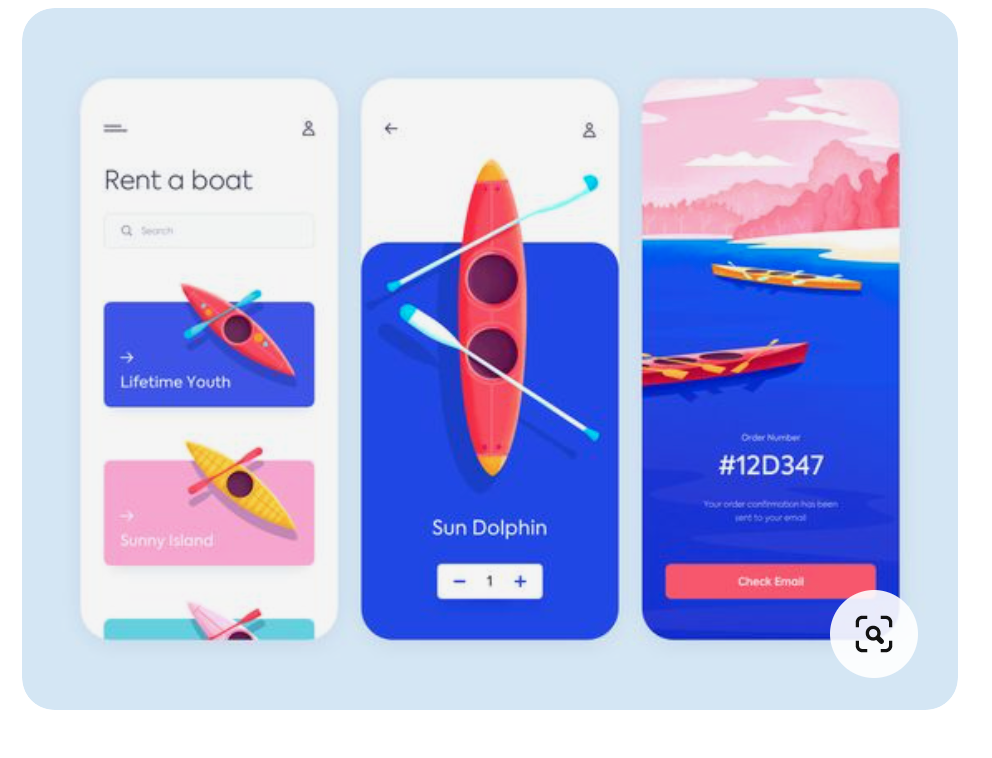 Rent a boat
Search
Lifetime Youth
Sunny Island
Sun Dolphin
1
Order Number
#12D347
Your order confirmation has been
sent to your email
Check Email